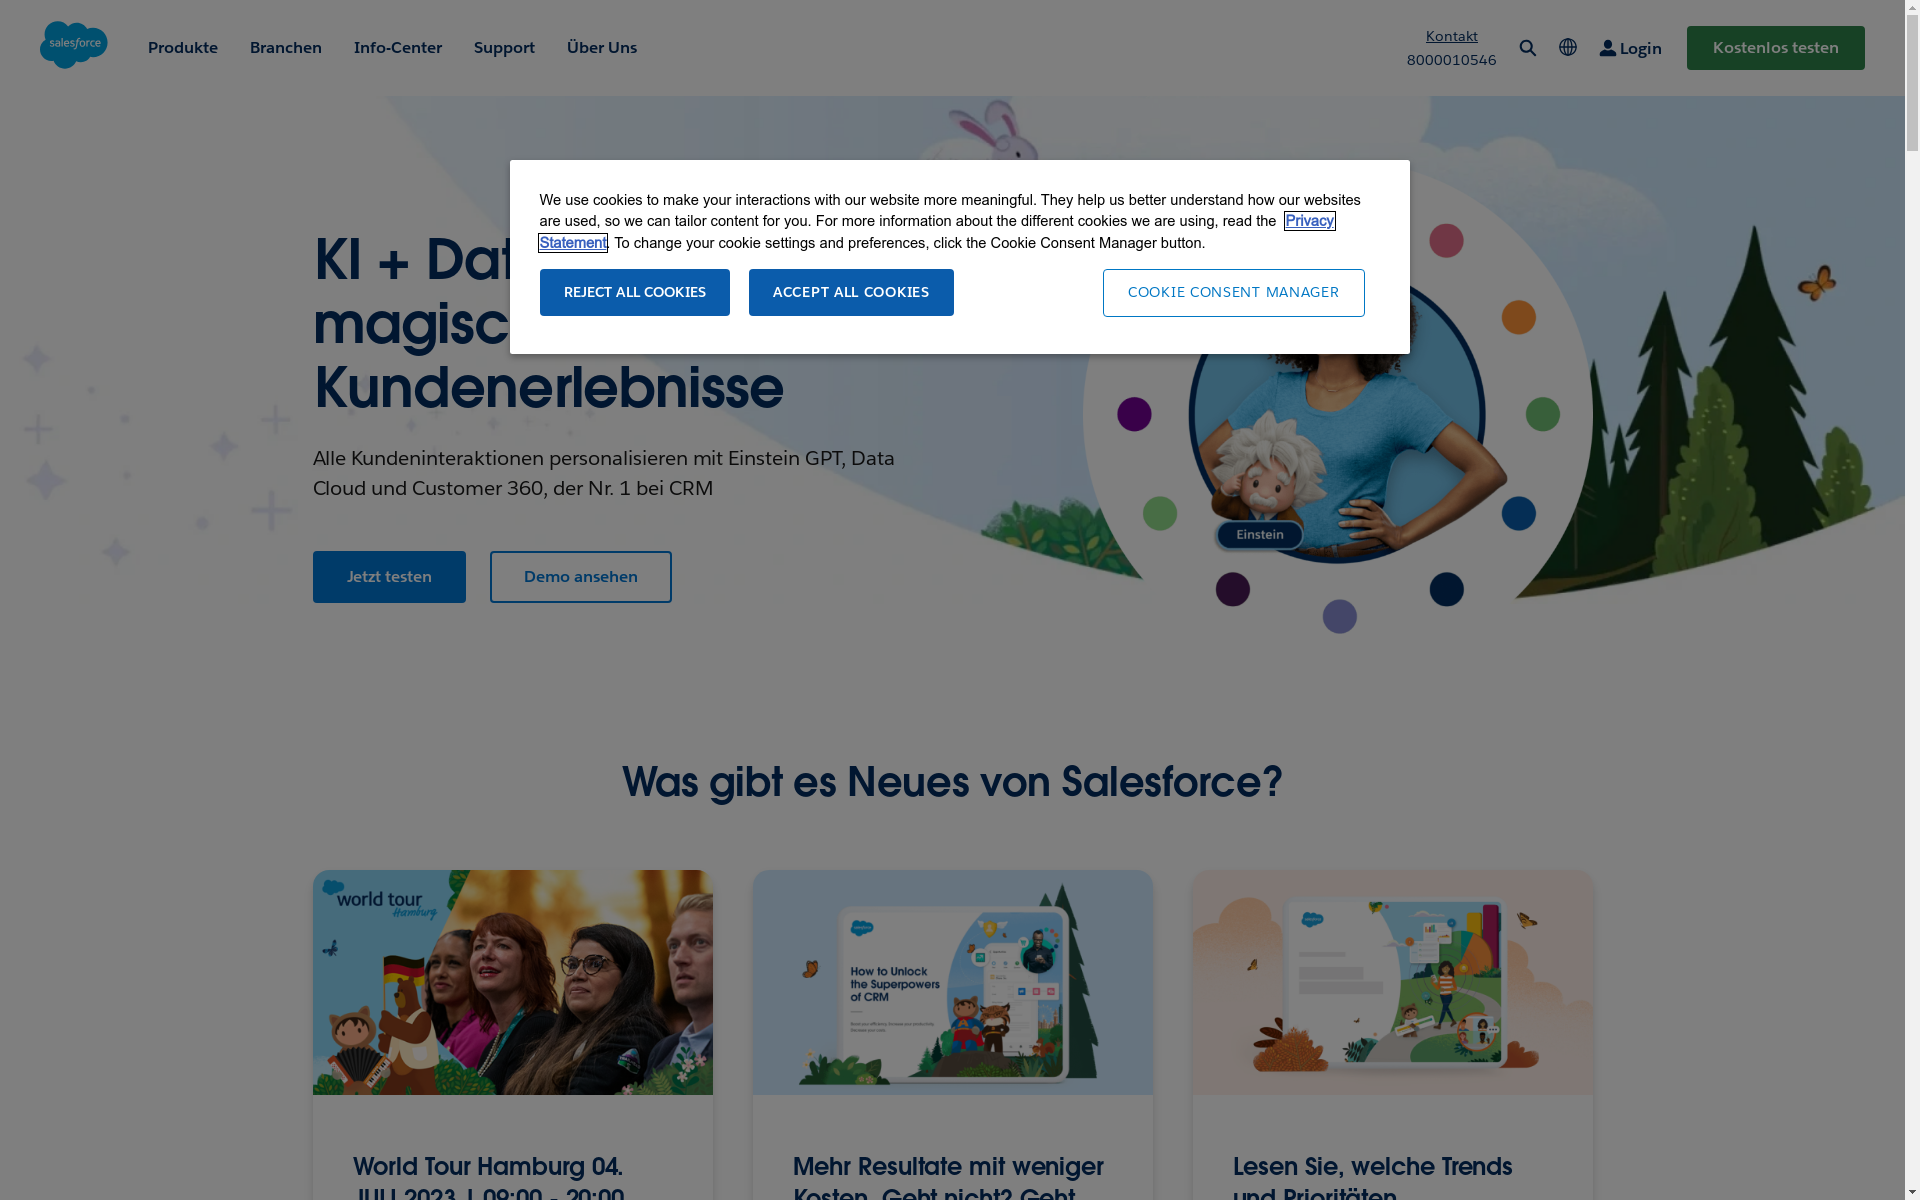 salesforce
Produkte
Branchen
Info-Center
Support
Über Uns
Kontakt
8000010546
Login
Kostenlos testen
We use cookies to make your interactions with our website more meaningful. They help us better understand how our websites
are used, so we can tailor content for you. For more information about the different cookies we are using, read the Privacy
Statement. To change your cookie settings and preferences, click the Cookie Consent Manager button.
REJECT ALL COOKIES
ACCEPT ALL COOKIES
COOKIE CONSENT MANAGER
KI +
Kundenerlebnisse
Alle Kundeninteraktionen personalisieren mit Einstein GPT, Data
Cloud und Customer 360, der Nr. 1 bei CRM
Jetzt testen
Demo ansehen
Einstein
Was gibt es Neues von Salesforce?
world tour
Hamburg
How to Unlock
the Superpowers
of CRM
World Tour Hamburg 04.
JULI 2023 | 09:00 - 20:00
Mehr Resultate mit weniger
Kosten. Geht nicht? Geht
Lesen Sie, welche Trends
und Prioritäten